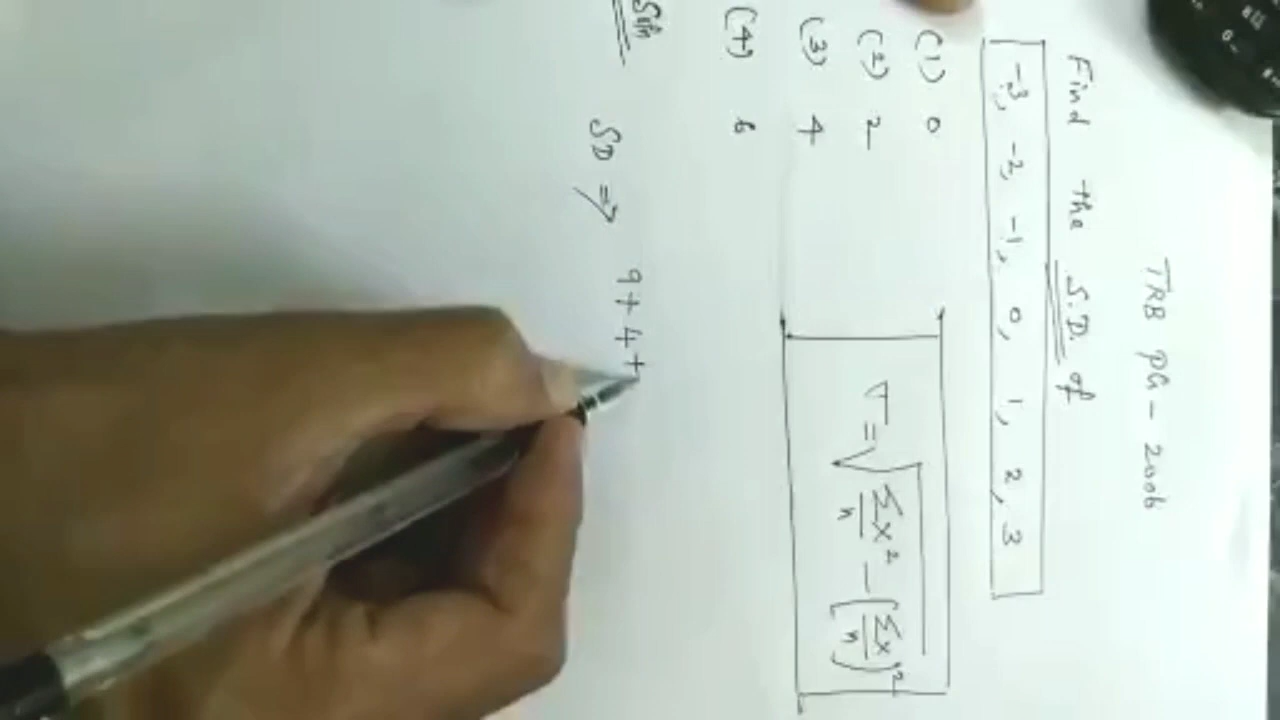 TRB PG - 2006
Find the S.D. of
-3, -2, -1, 0, 1, 2, 3
(1) 0
(2) 2
(3) 4
(4) 6
σ = √ Σx²/n - (Σx/n)²
Soln
SD => 9 + 4 +